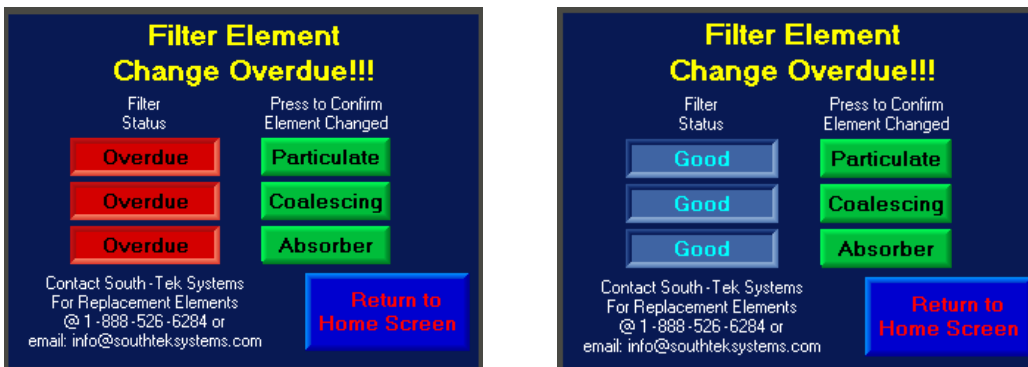 Filter Element
Change Overdue!!!
Filter
Status
Press to Confirm
Element Changed
Overdue
Particulate
Overdue
Coalescing
Overdue
Absorber
Contact South-Tek Systems
For Replacement Elements
@ 1-888-526-6284 or
email: info@southteksystems.com
Return to
Home Screen
Filter Element
Change Overdue!!!
Filter
Status
Press to Confirm
Element Changed
Good
Particulate
Good
Coalescing
Good
Absorber
Contact South-Tek Systems
For Replacement Elements
@ 1-888-526-6284 or
email: info@southteksystems.com
Return to
Home Screen